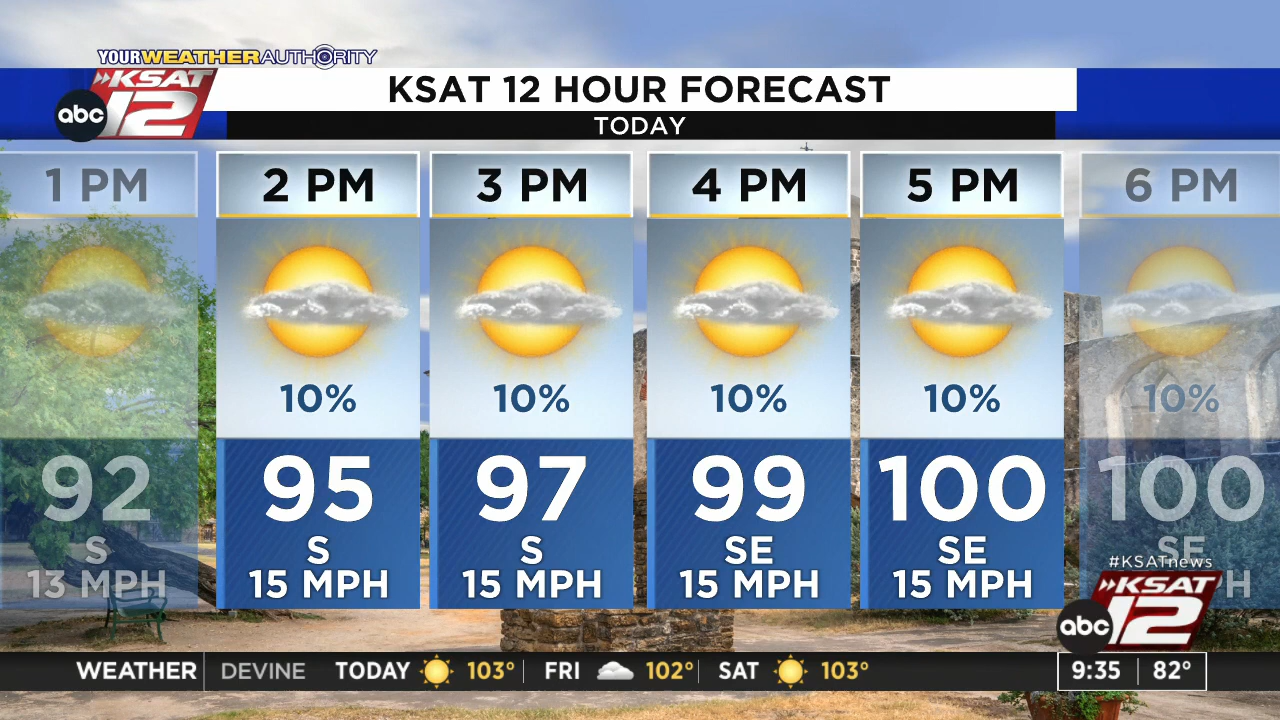 YOUR WEATHER AUTHORITY
KSAT
12
abc
KSAT 12 HOUR FORECAST
TODAY
1 PM
2 PM
3 PM
4 PM
5 PM
6 PM
10%
10%
10%
10%
10%
92
95
97
99
100
100
S
S
S
SE
SE
SE
13 MPH
15 MPH
15 MPH
15 MPH
15 MPH
H
#KSATnews
KSAT
12
abc
WEATHER DEVINE TODAY 103° FRI 102° SAT 103°
9:35 82°